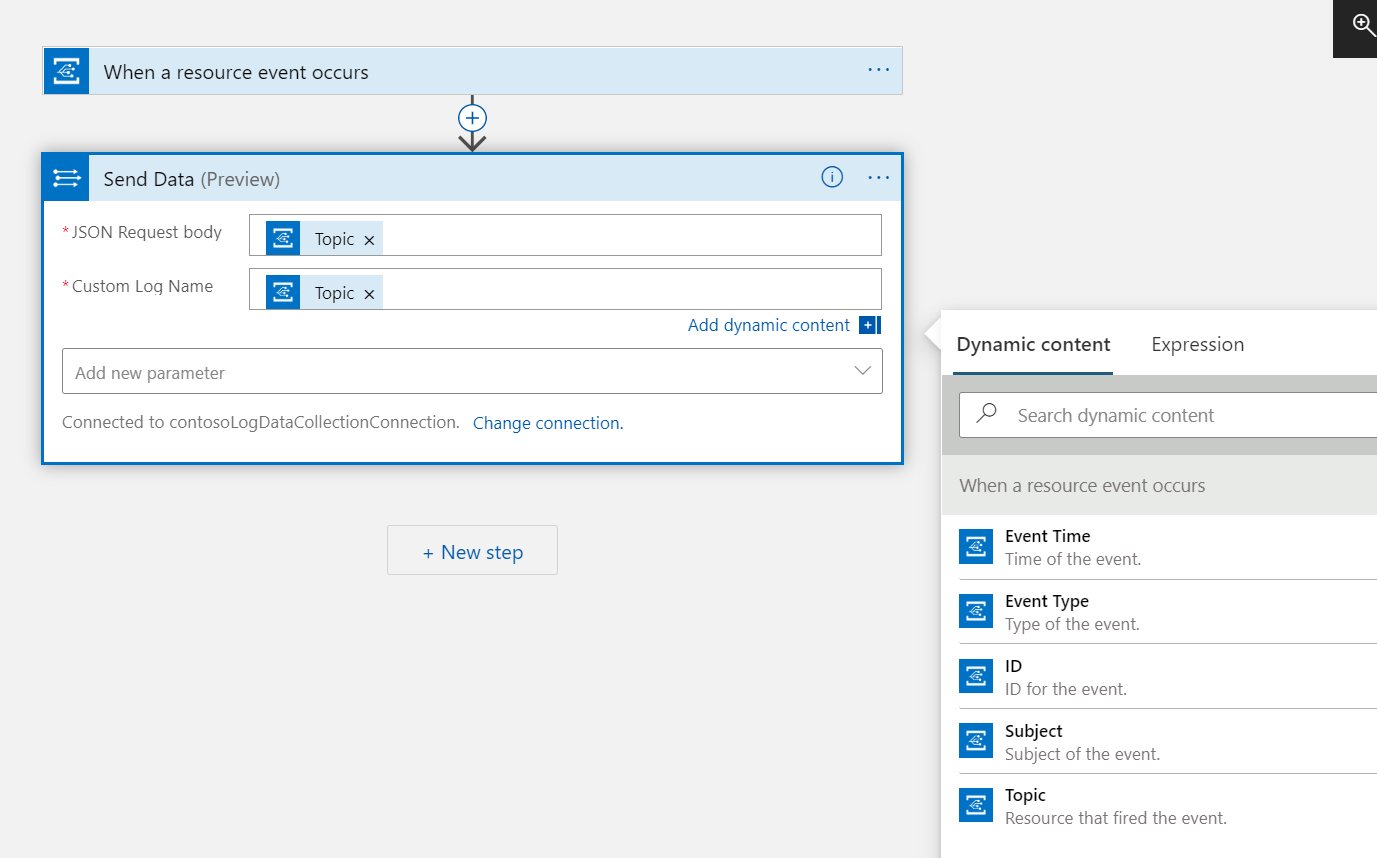 When a resource event occurs
Send Data (Preview)
*JSON Request body
Topic ×
*Custom Log Name
Topic ×
Add dynamic content
Add new parameter
Connected to contosoLogDataCollectionConnection. Change connection.
+ New step
Dynamic content Expression
Search dynamic content
When a resource event occurs
Event Time
Time of the event.
Event Type
Type of the event.
ID
ID for the event.
Subject
Subject of the event.
Topic
Resource that fired the event.